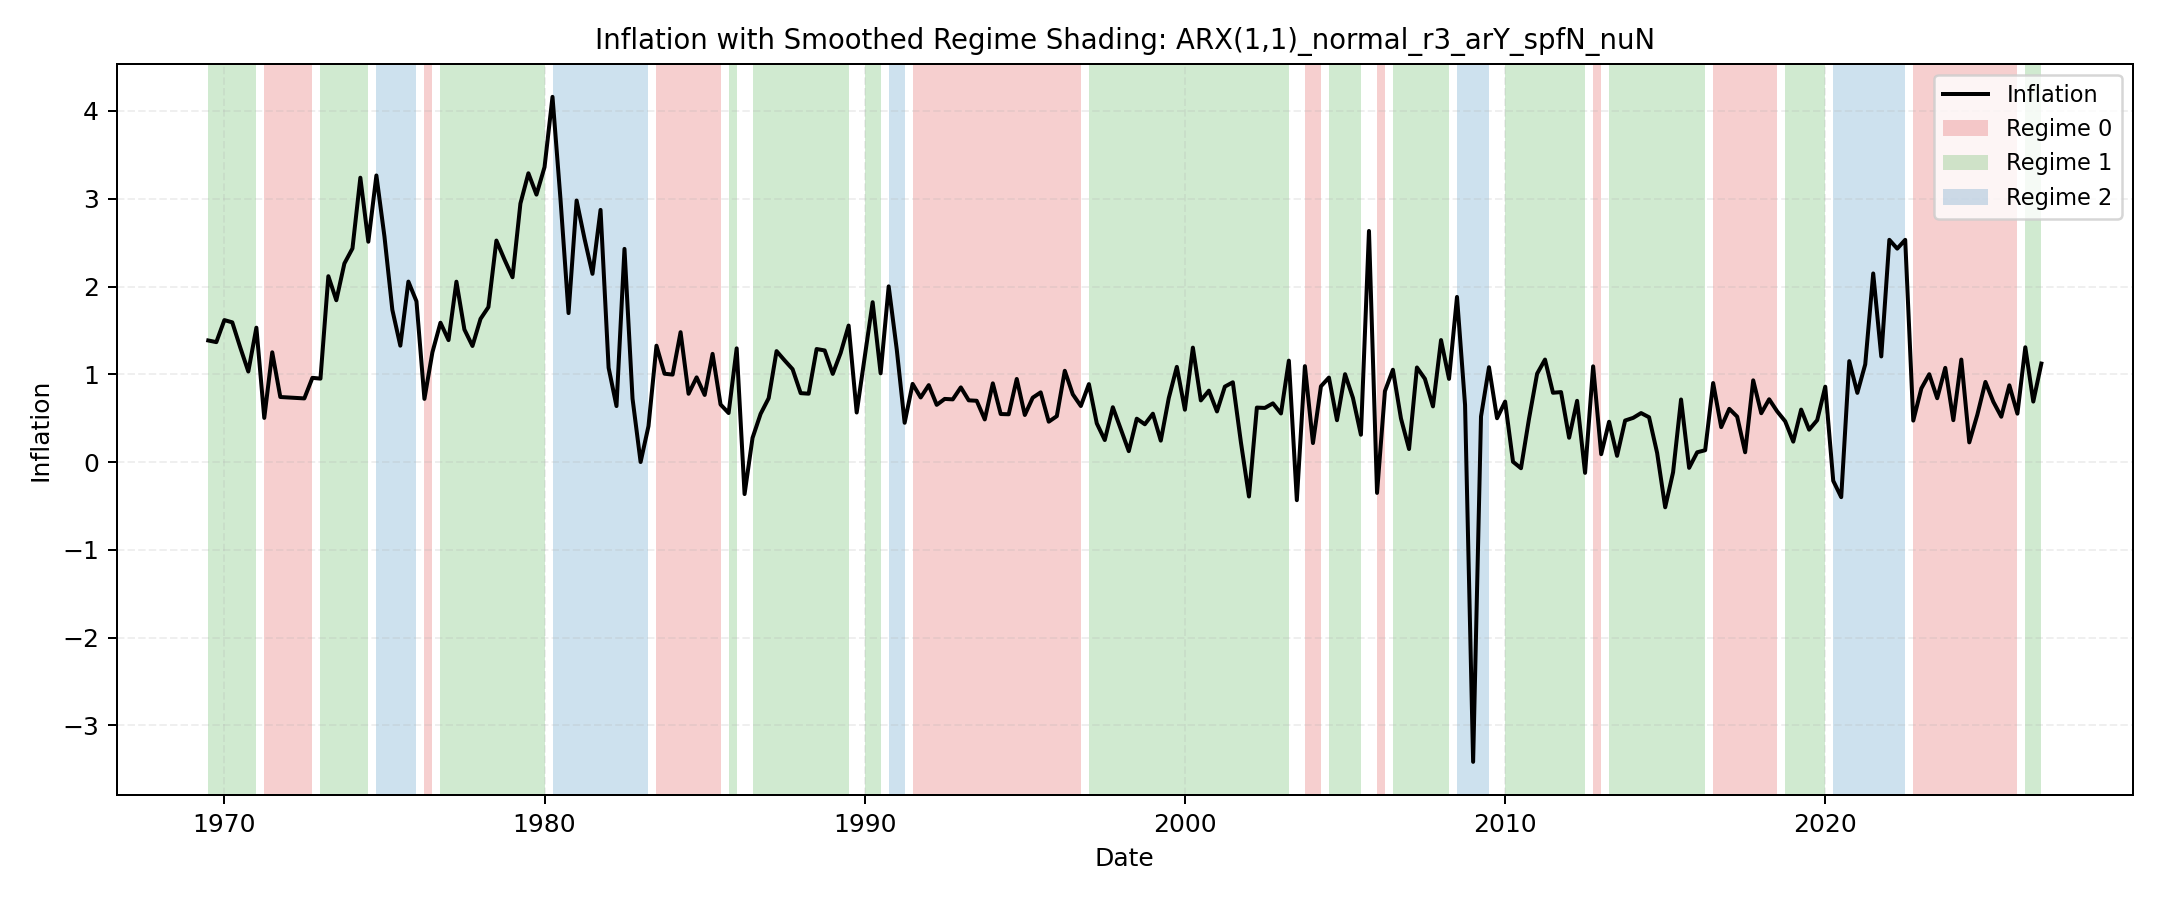 Inflation with Smoothed Regime Shading: ARX(1,1)_normal_r3_arY_spfN_nuN
Inflation
Regime 0
Regime 1
Regime 2
4
3
2
1
0
−1
−2
−3
Inflation
1970
1980
1990
2000
2010
2020
Date